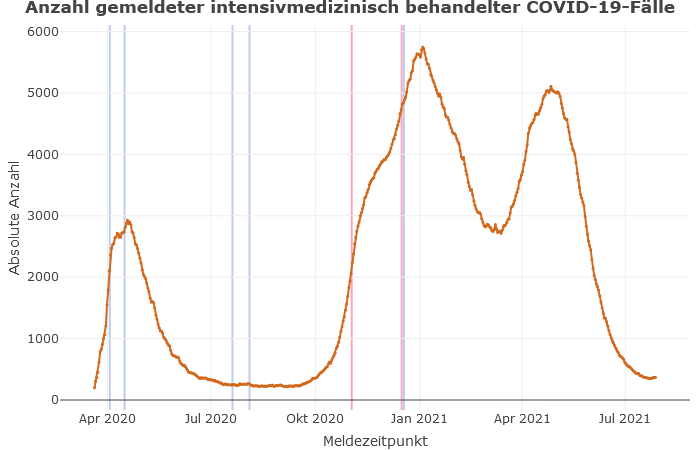 Anzahl gemeldeter intensivmedizinisch behandelter COVID-19-Fälle
6000
5000
4000
3000
2000
1000
0
Absolute Anzahl
Apr 2020 Jul 2020 Okt 2020 Jan 2021 Apr 2021 Jul 2021
Meldezeitpunkt